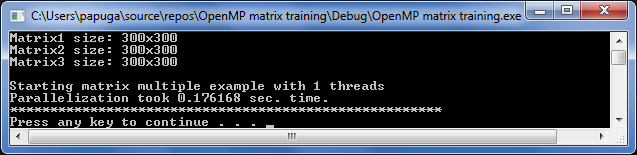 C:\Users\papuga\source\repos\OpenMP matrix training\Debug\OpenMP matrix training.exe
Matrix1 size: 300x300
Matrix2 size: 300x300
Matrix3 size: 300x300
Starting matrix multiple example with 1 threads
Parallelization took 0.176168 sec. time.
******************************************************
Press any key to continue . . . _